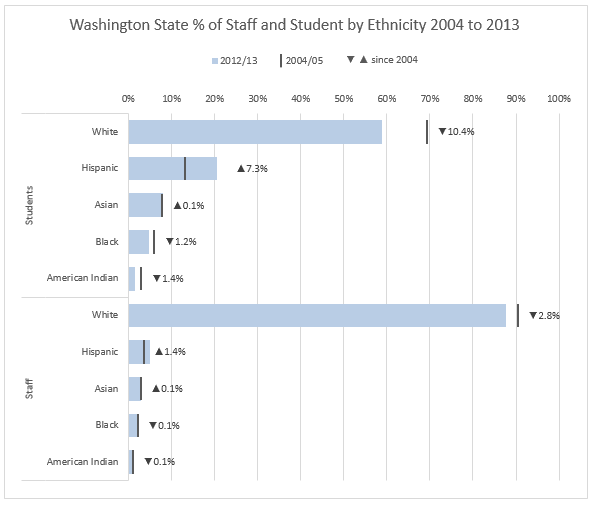 Washington State % of Staff and Student by Ethnicity 2004 to 2013
2012/13 2004/05 ▼ ▲ since 2004
0% 10% 20% 30% 40% 50% 60% 70% 80% 90% 100%
Students
White ▼10.4%
Hispanic ▲7.3%
Asian ▲0.1%
Black ▼1.2%
American Indian ▼1.4%
Staff
White ▼2.8%
Hispanic ▲1.4%
Asian ▲0.1%
Black ▼0.1%
American Indian ▼0.1%